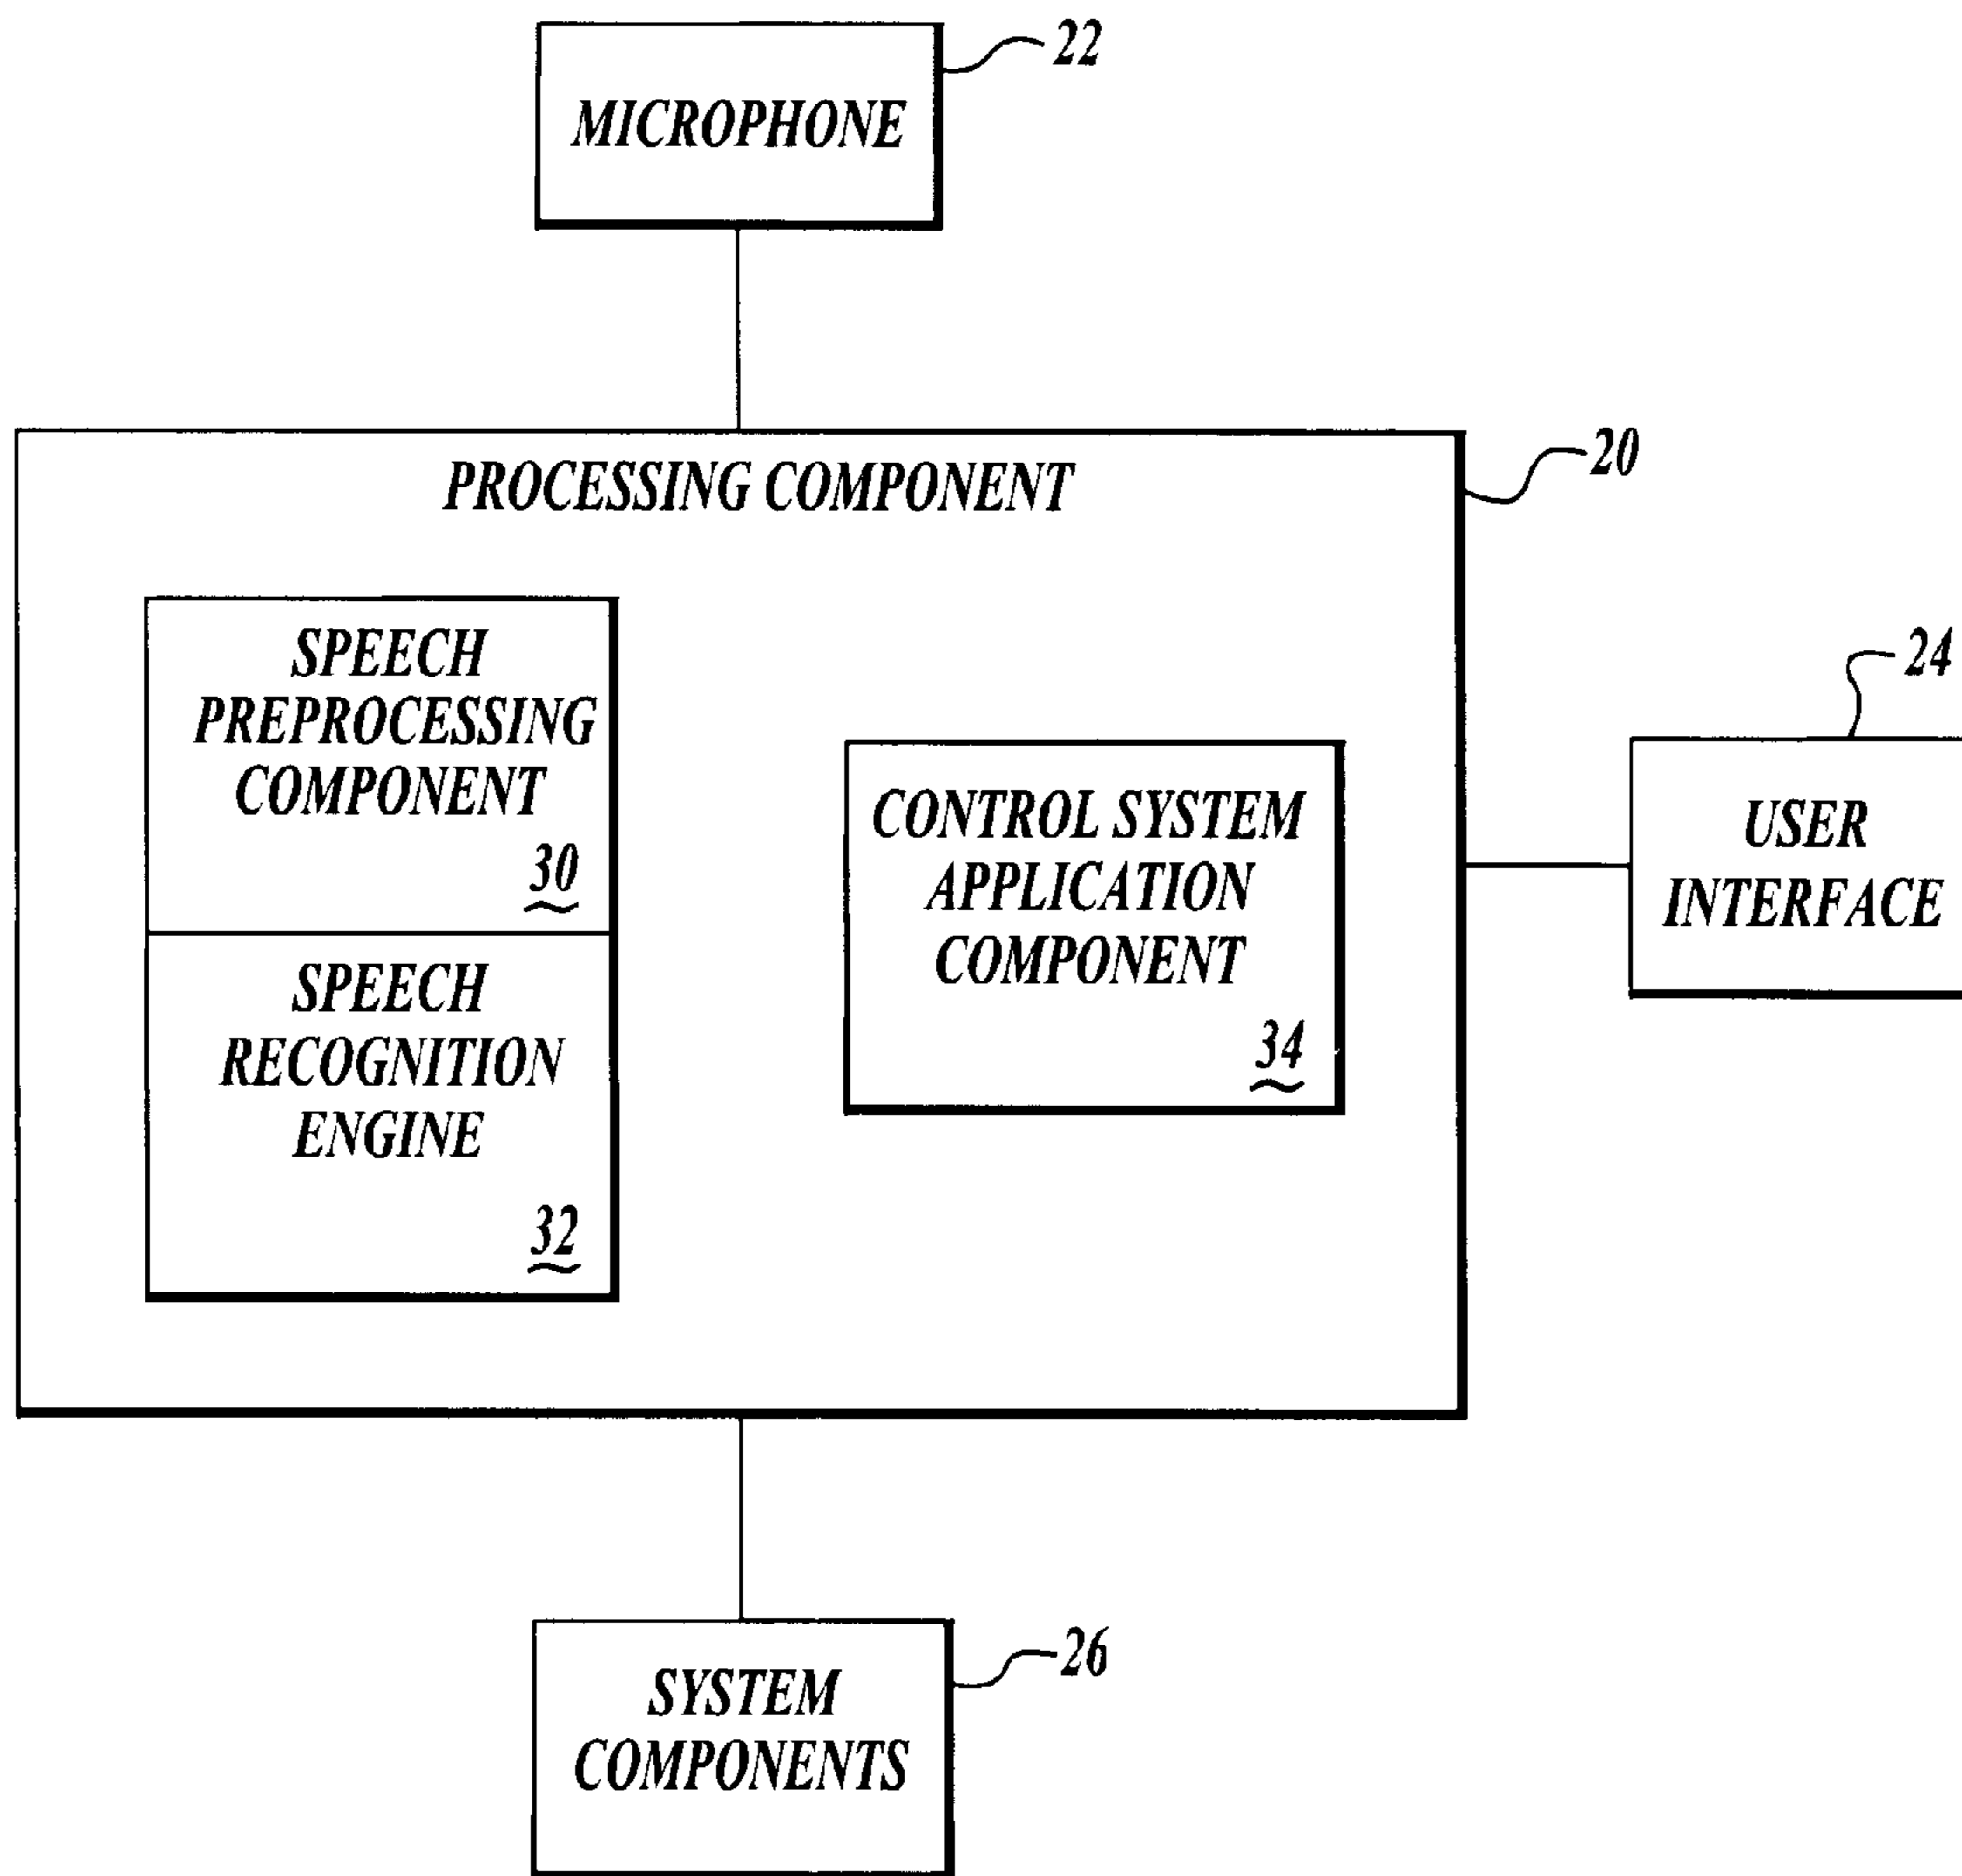 MICROPHONE
22
PROCESSING COMPONENT
20
SPEECH
PREPROCESSING
COMPONENT
30
SPEECH
RECOGNITION
ENGINE
32
CONTROL SYSTEM
APPLICATION
COMPONENT
34
24
USER
INTERFACE
SYSTEM
COMPONENTS
26